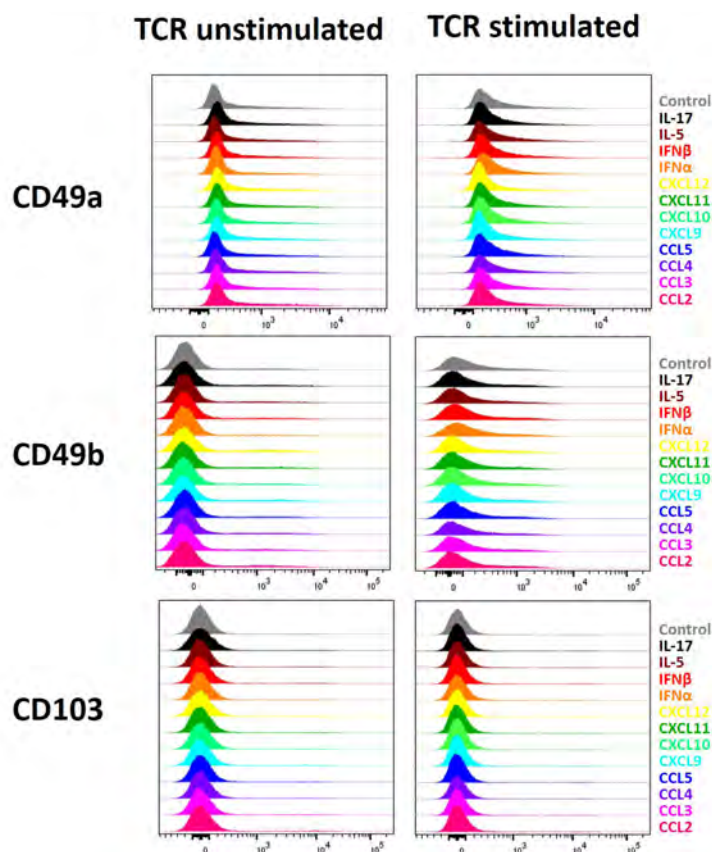 TCR unstimulated TCR stimulated
CD49a
Control
IL-17
IL-5
IFNβ
IFNα
CXCL12
CXCL11
CXCL10
CXCL9
CCL5
CCL4
CCL3
CCL2
0 10³ 10⁴ 0 10³ 10⁴
CD49b
Control
IL-17
IL-5
IFNβ
IFNα
CXCL12
CXCL11
CXCL10
CXCL9
CCL5
CCL4
CCL3
CCL2
0 10³ 10⁴ 10⁵ 0 10³ 10⁴ 10⁵
CD103
Control
IL-17
IL-5
IFNβ
IFNα
CXCL12
CXCL11
CXCL10
CXCL9
CCL5
CCL4
CCL3
CCL2
0 10³ 10⁴ 10⁵ 0 10³ 10⁴ 10⁵